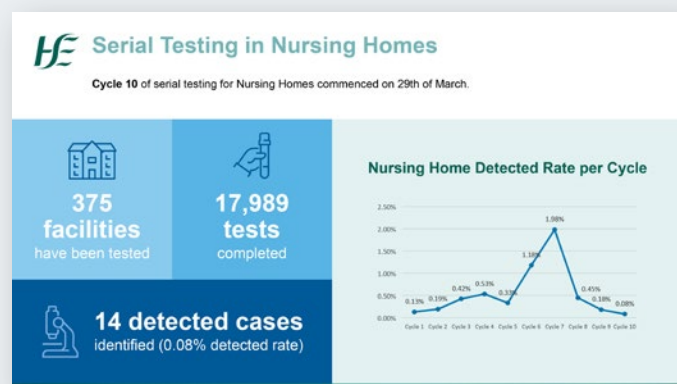 HSE
Serial Testing in Nursing Homes
Cycle 10 of serial testing for Nursing Homes commenced on 29th of March.
375
facilities
have been tested
17,989
tests
completed
14 detected cases
identified (0.08% detected rate)
Nursing Home Detected Rate per Cycle
2.50%
2.00%
1.50%
1.00%
0.50%
0.00%
0.13%
0.19%
0.42%
0.53%
0.33%
1.18%
1.98%
0.45%
0.18%
0.08%
Cycle 1
Cycle 2
Cycle 3
Cycle 4
Cycle 5
Cycle 6
Cycle 7
Cycle 8
Cycle 9
Cycle 10